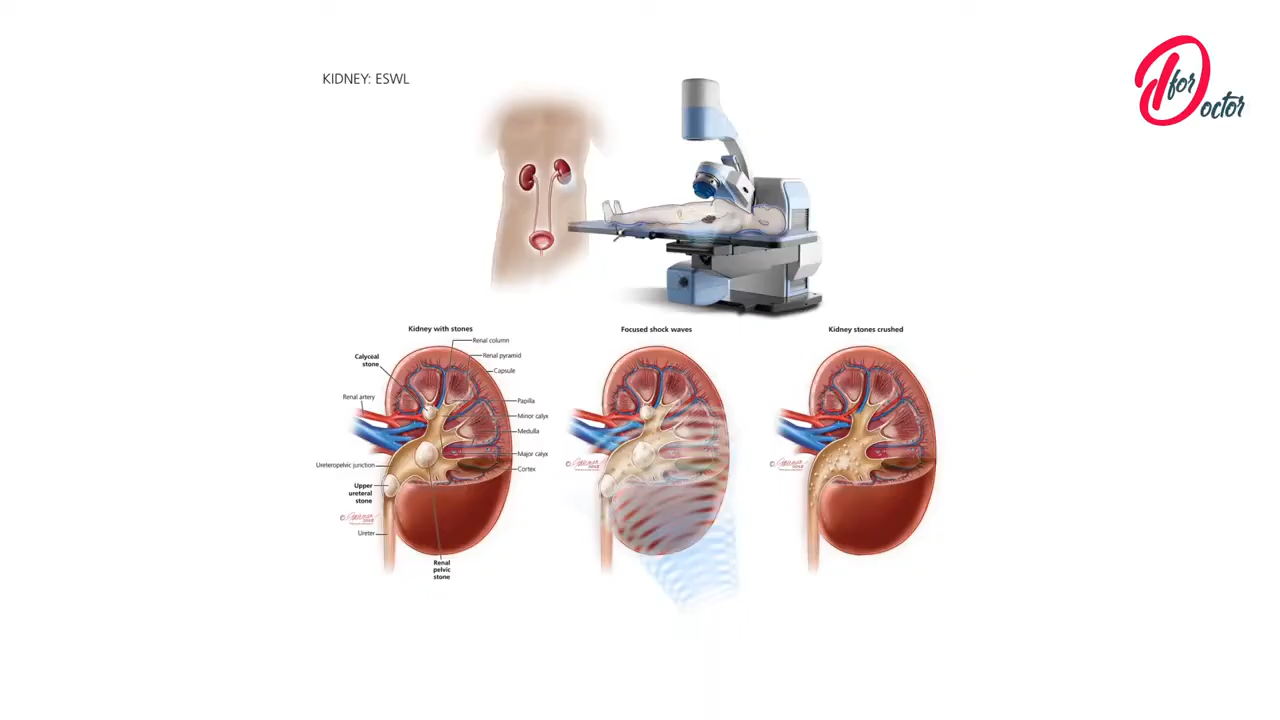 KIDNEY: ESWL
for
Doctor
Kidney with stones
Focused shock waves
Kidney stones crushed
Renal column
Renal pyramid
Capsule
Calyceal
stone
Renal artery
Papilla
Minor calyx
Medulla
Major calyx
Cortex
Ureteropelvic junction
Upper
ureteral
stone
Ureter
Renal
pelvic
stone